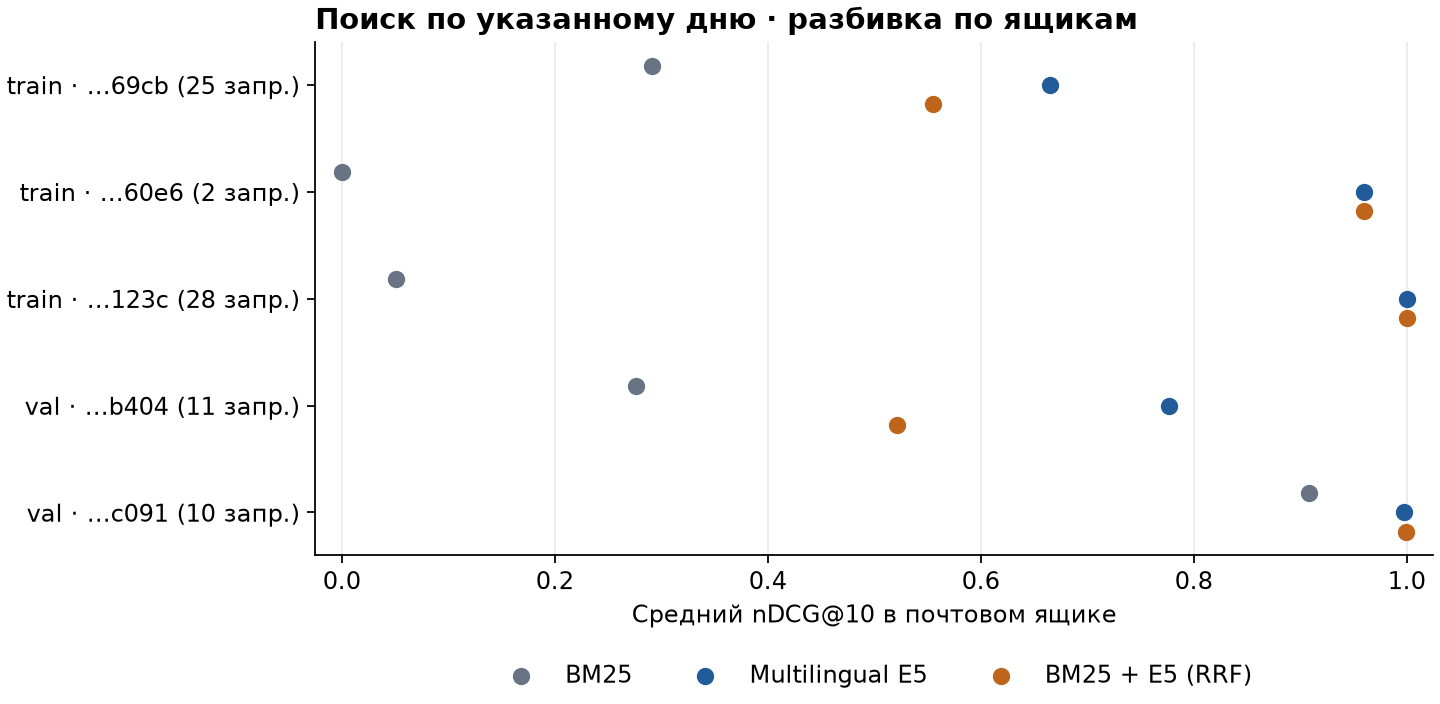 Поиск по указанному дню · разбивка по ящикам
train · …69cb (25 запр.)
train · …60e6 (2 запр.)
train · …123c (28 запр.)
val · …b404 (11 запр.)
val · …c091 (10 запр.)
0.0 0.2 0.4 0.6 0.8 1.0
Средний nDCG@10 в почтовом ящике
BM25 Multilingual E5 BM25 + E5 (RRF)